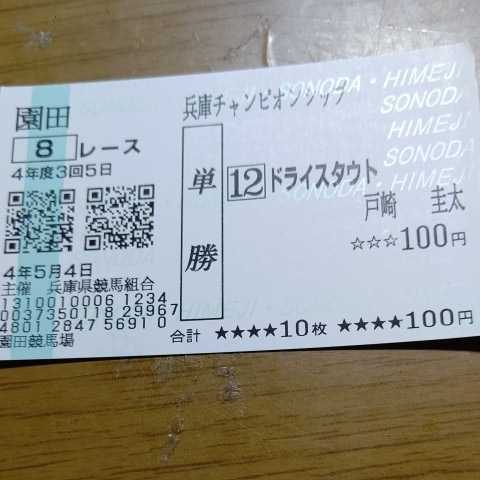 園田
8レース
4年度3回5日
4年5月4日
主催 兵庫県競馬組合
1310010006 1234
0037350118 29967
4801 2847 5691 0
園田競馬場
兵庫チャンピオンシップ
単勝
12 ドライスタウト
戸崎 圭太
☆☆☆100円
合計 ★★★★10枚 ★★★★100円
SONODA・HIMEJI
SONODA
HIMEJI
SONODA
SONODA・HIMEJI